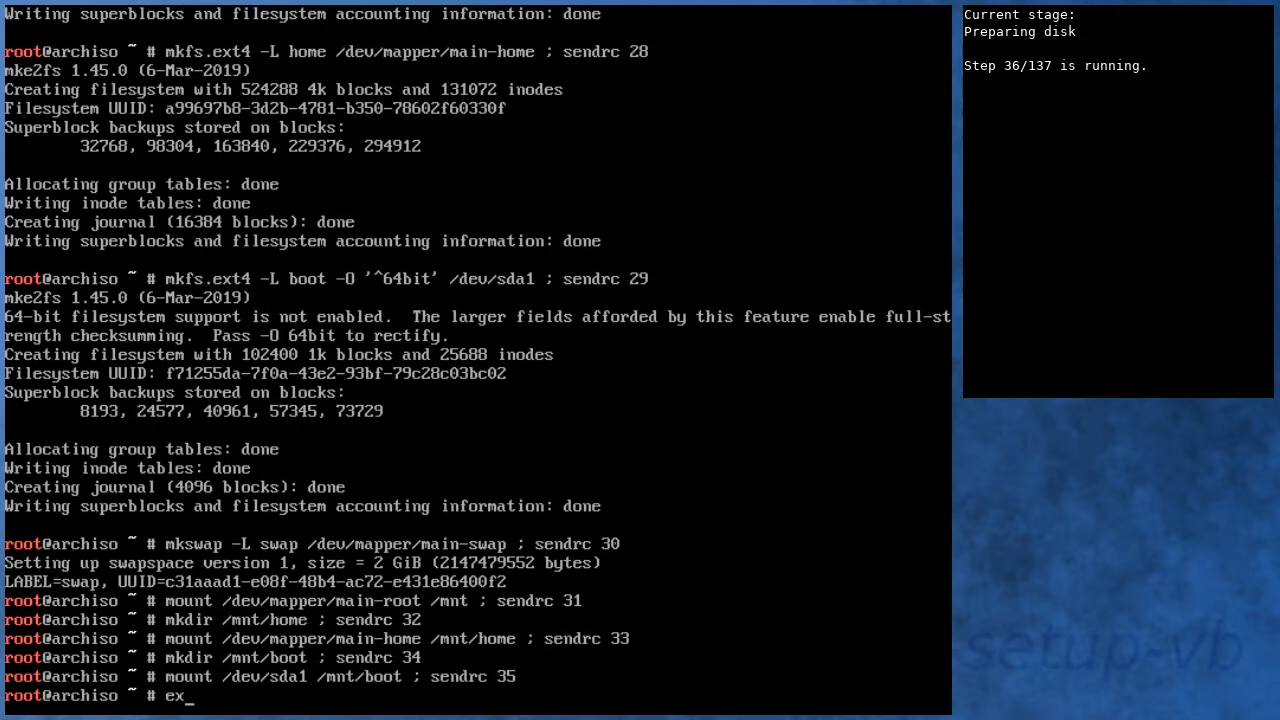 Writing superblocks and filesystem accounting information: done
root@archiso ~ # mkfs.ext4 -L home /dev/mapper/main-home ; sendrc 28
mke2fs 1.45.0 (6-Mar-2019)
Creating filesystem with 524288 4k blocks and 131072 inodes
Filesystem UUID: a99697b8-3d2b-4781-b350-78602f60330f
Superblock backups stored on blocks:
32768, 98304, 163840, 229376, 294912
Allocating group tables: done
Writing inode tables: done
Creating journal (16384 blocks): done
Writing superblocks and filesystem accounting information: done
root@archiso ~ # mkfs.ext4 -L boot -O '^64bit' /dev/sda1 ; sendrc 29
mke2fs 1.45.0 (6-Mar-2019)
64-bit filesystem support is not enabled.  The larger fields afforded by this feature enable full-st
rength checksumming.  Pass -O 64bit to rectify.
Creating filesystem with 102400 1k blocks and 25688 inodes
Filesystem UUID: f71255da-7f0a-43e2-93bf-79c28c03bc02
Superblock backups stored on blocks:
8193, 24577, 40961, 57345, 73729
Allocating group tables: done
Writing inode tables: done
Creating journal (4096 blocks): done
Writing superblocks and filesystem accounting information: done
root@archiso ~ # mkswap -L swap /dev/mapper/main-swap ; sendrc 30
Setting up swapspace version 1, size = 2 GiB (2147479552 bytes)
LABEL=swap, UUID=c31aaad1-e08f-48b4-ac72-e431e86400f2
root@archiso ~ # mount /dev/mapper/main-root /mnt ; sendrc 31
root@archiso ~ # mkdir /mnt/home ; sendrc 32
root@archiso ~ # mount /dev/mapper/main-home /mnt/home ; sendrc 33
root@archiso ~ # mkdir /mnt/boot ; sendrc 34
root@archiso ~ # mount /dev/sda1 /mnt/boot ; sendrc 35
root@archiso ~ # ex_
Current stage:
Preparing disk
Step 36/137 is running.
setup-vb